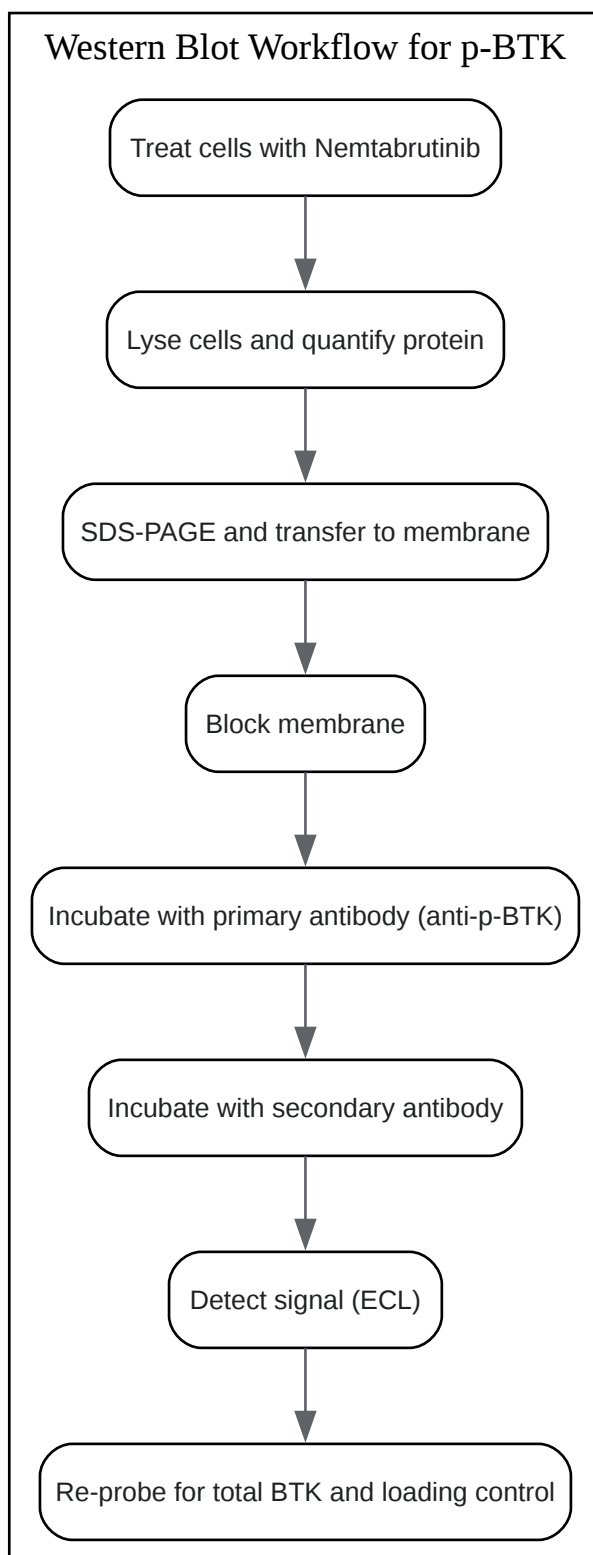 Western Blot Workflow for p-BTK
Treat cells with Nemtabrutinib
Lyse cells and quantify protein
SDS-PAGE and transfer to membrane
Block membrane
Incubate with primary antibody (anti-p-BTK)
Incubate with secondary antibody
Detect signal (ECL)
Re-probe for total BTK and loading control